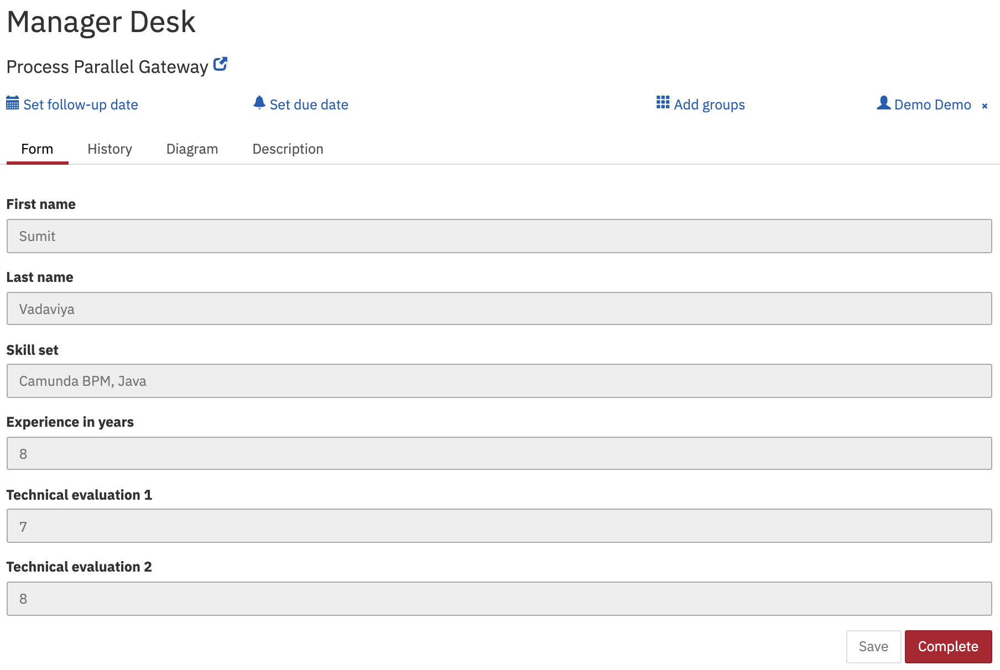 Manager Desk
Process Parallel Gateway
Set follow-up date Set due date Add groups Demo Demo ×
Form History Diagram Description
First name
Sumit
Last name
Vadaviya
Skill set
Camunda BPM, Java
Experience in years
8
Technical evaluation 1
7
Technical evaluation 2
8
Save Complete